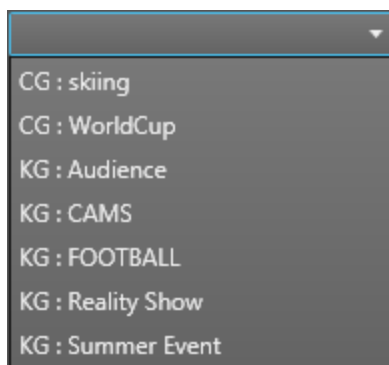 CG : skiing
CG : WorldCup
KG : Audience
KG : CAMS
KG : FOOTBALL
KG : Reality Show
KG : Summer Event